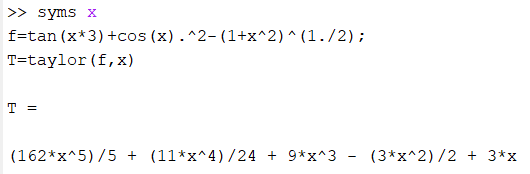 >> syms x
f=tan(x*3)+cos(x).^2-(1+x^2)^(1./2);
T=taylor(f,x)
T =
(162*x^5)/5 + (11*x^4)/24 + 9*x^3 - (3*x^2)/2 + 3*x